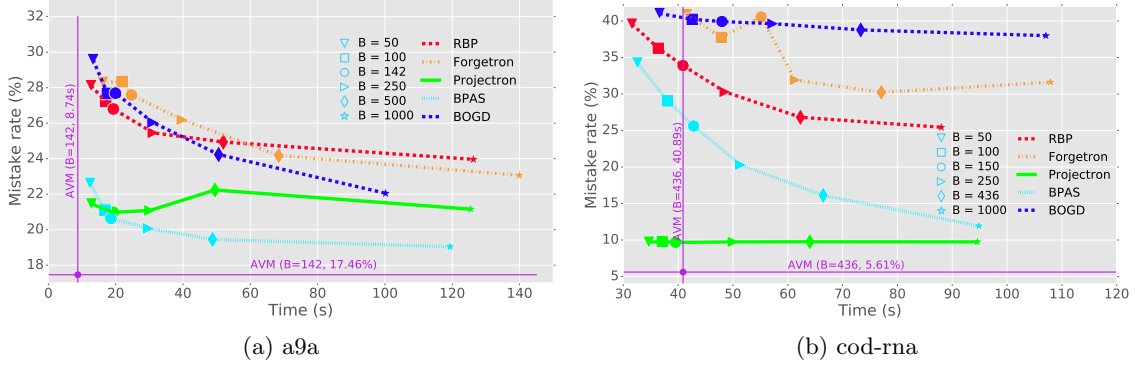 32
30
28
26
24
22
20
18
Mistake rate (%)
0
20
40
60
80
100
120
140
Time (s)
AVM (B=142, 8.74s)
AVM (B=142, 17.46%)
B = 50
B = 100
B = 142
B = 250
B = 500
B = 1000
RBP
Forgetron
Projectron
BPAS
BOGD
(a) a9a
40
35
30
25
20
15
10
5
Mistake rate (%)
30
40
50
60
70
80
90
100
110
120
Time (s)
AVM (B=436, 40.89s)
AVM (B=436, 5.61%)
B = 50
B = 100
B = 150
B = 250
B = 436
B = 1000
RBP
Forgetron
Projectron
BPAS
BOGD
(b) cod-rna